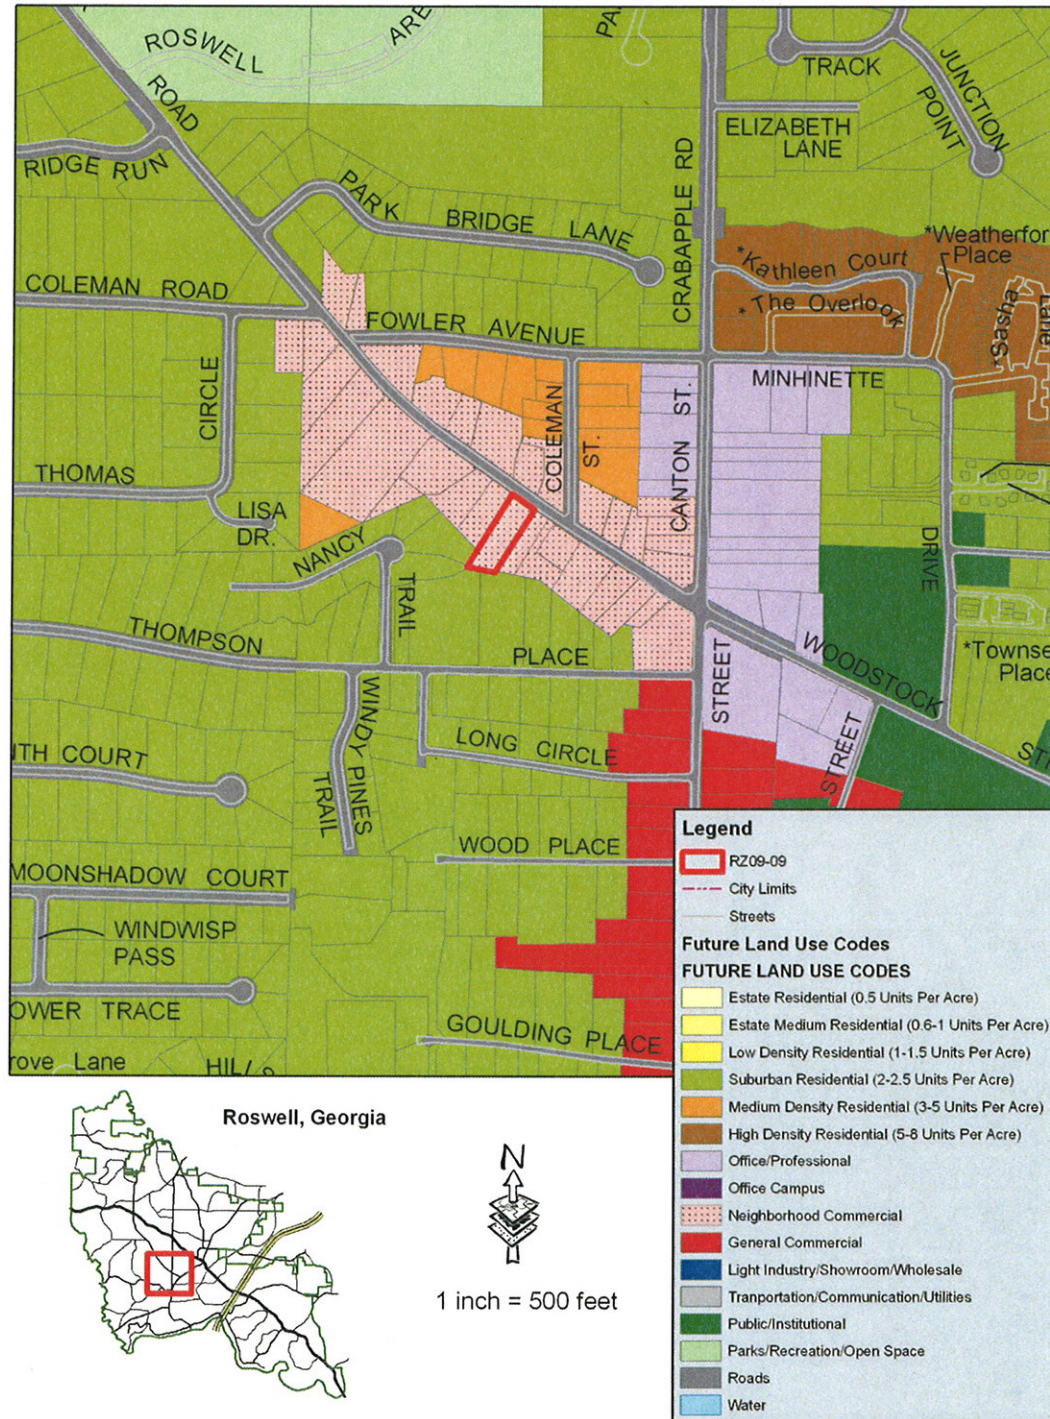 ROSWELL
ARE
ROAD
TRACK
JUNCTION
POINT
ELIZABETH
LANE
RIDGE RUN
PARK BRIDGE LANE
CRABAPPLE RD
*Weatherfor
Place
*Kathleen Court
*The Overlook
*Sasha
Lane
COLEMAN ROAD
FOWLER AVENUE
MINHINETTE
CIRCLE
COLEMAN
ST.
CANTON ST.
THOMAS
LISA
DR.
NANCY
TRAIL
DRIVE
THOMPSON PLACE
WOODSTOCK
*Townse
Place
STREET
STREET
WINDY PINES
TRAIL
LONG CIRCLE
ITH COURT
WOOD PLACE
MOONSHADOW COURT
WINDWISP
PASS
OWER TRACE
GOULDING PLACE
rove Lane
Legend
RZ09-09
City Limits
Streets
Future Land Use Codes
FUTURE LAND USE CODES
Estate Residential (0.5 Units Per Acre)
Estate Medium Residential (0.6-1 Units Per Acre)
Low Density Residential (1-1.5 Units Per Acre)
Suburban Residential (2-2.5 Units Per Acre)
Medium Density Residential (3-5 Units Per Acre)
High Density Residential (5-8 Units Per Acre)
Office/Professional
Office Campus
Neighborhood Commercial
General Commercial
Light Industry/Showroom/Wholesale
Tranportation/Communication/Utilities
Public/Institutional
Parks/Recreation/Open Space
Roads
Water
Roswell, Georgia
N
1 inch = 500 feet